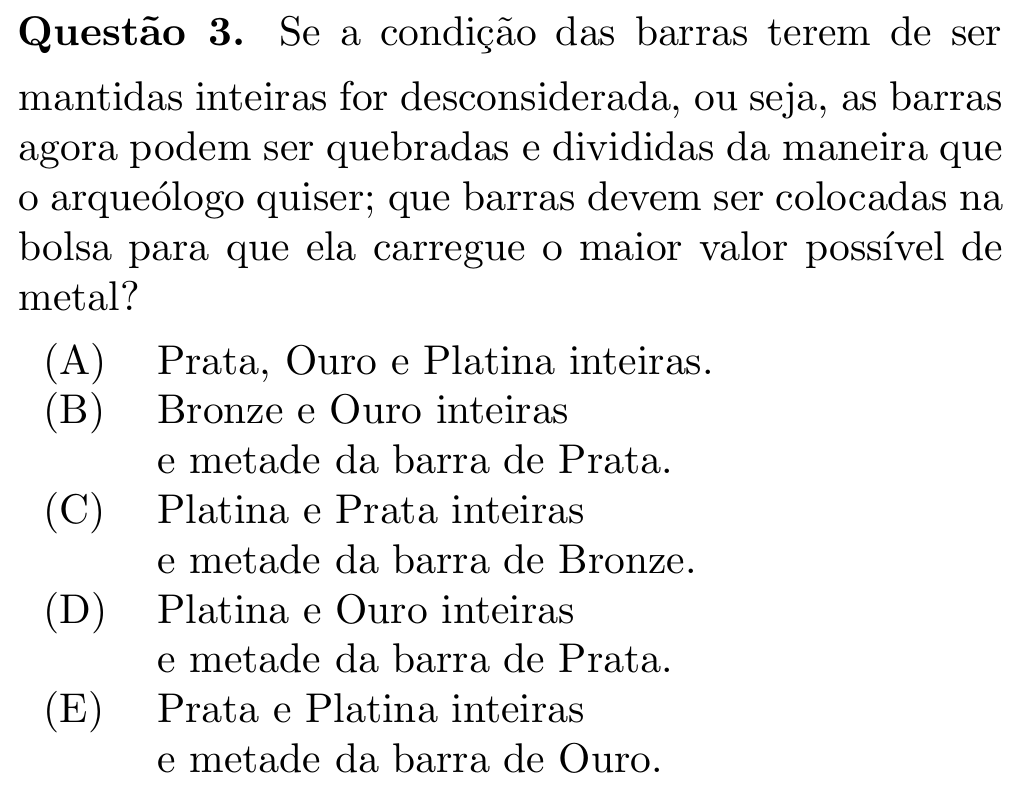 Questão 3. Se a condição das barras terem de ser
mantidas inteiras for desconsiderada, ou seja, as barras
agora podem ser quebradas e divididas da maneira que
o arqueólogo quiser; que barras devem ser colocadas na
bolsa para que ela carregue o maior valor possível de
metal?
(A) Prata, Ouro e Platina inteiras.
(B) Bronze e Ouro inteiras
e metade da barra de Prata.
(C) Platina e Prata inteiras
e metade da barra de Bronze.
(D) Platina e Ouro inteiras
e metade da barra de Prata.
(E) Prata e Platina inteiras
e metade da barra de Ouro.